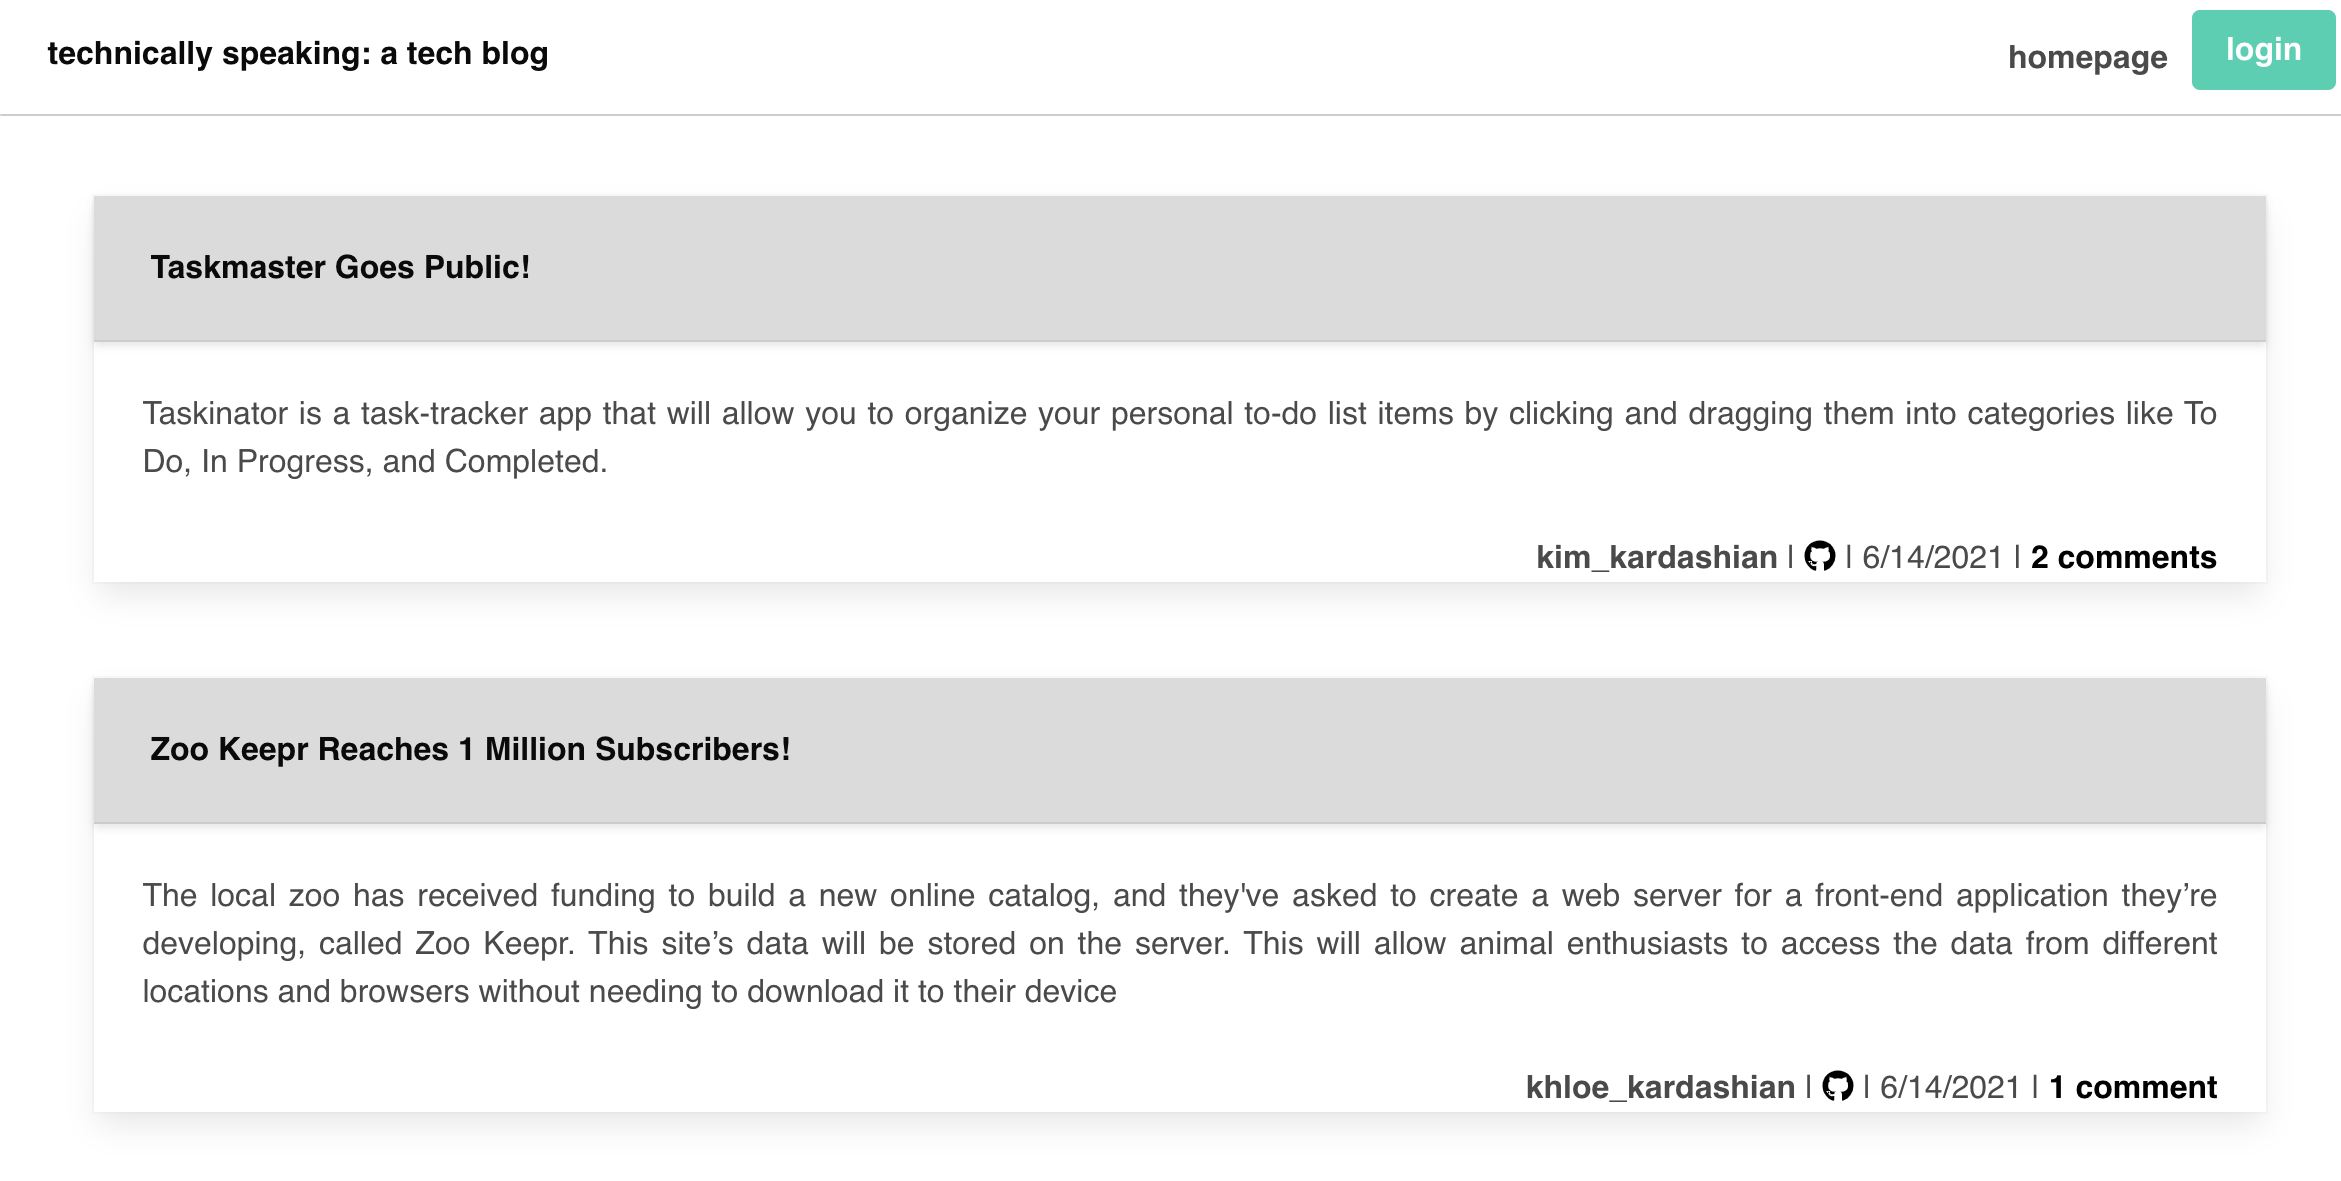 technically speaking: a tech blog
homepage
login
Taskmaster Goes Public!
Taskinator is a task-tracker app that will allow you to organize your personal to-do list items by clicking and dragging them into categories like To
Do, In Progress, and Completed.
kim_kardashian | | 6/14/2021 | 2 comments
Zoo Keepr Reaches 1 Million Subscribers!
The local zoo has received funding to build a new online catalog, and they've asked to create a web server for a front-end application they’re
developing, called Zoo Keepr. This site’s data will be stored on the server. This will allow animal enthusiasts to access the data from different
locations and browsers without needing to download it to their device
khloe_kardashian | | 6/14/2021 | 1 comment